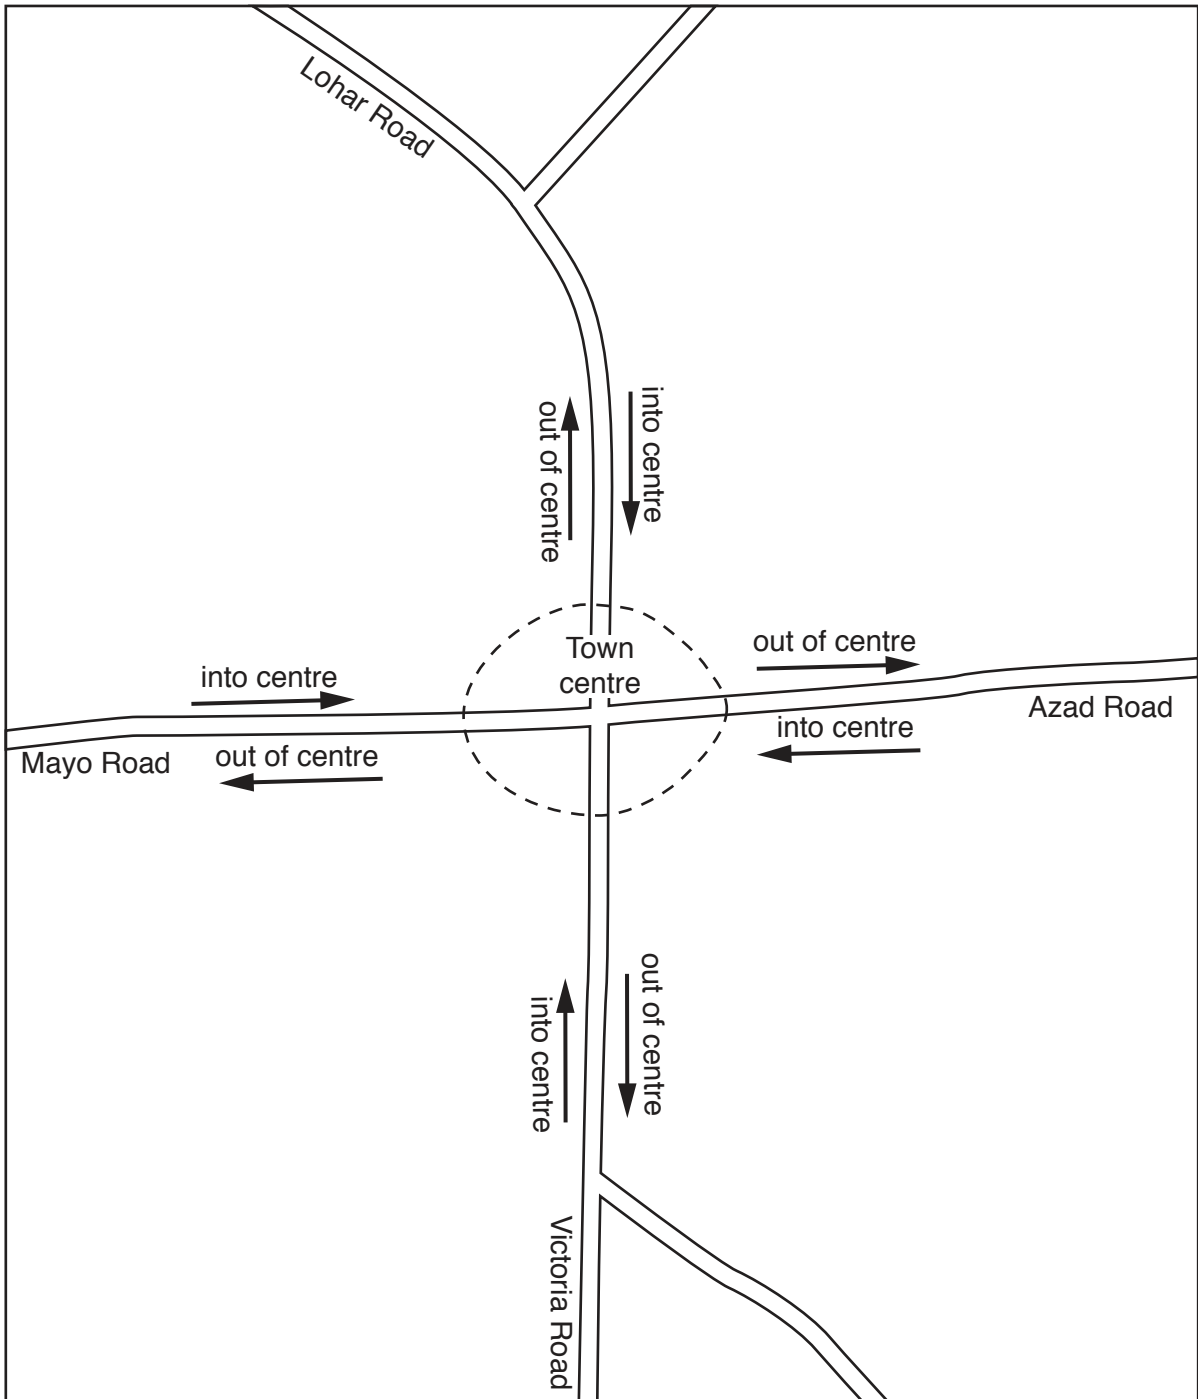 Lohar Road
out of centre
into centre
Town
centre
into centre
out of centre
out of centre
into centre
Mayo Road
Azad Road
into centre
out of centre
Victoria Road